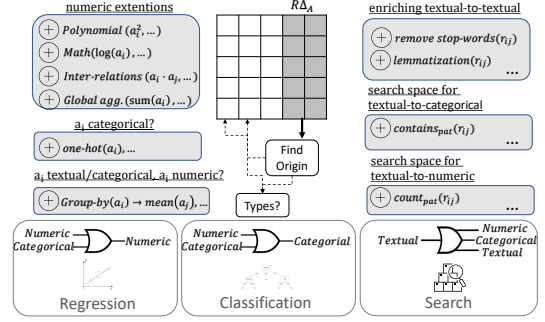 numeric extentions
+ Polynomial (a_i^2, ...)
+ Math(log(a_i), ...)
+ Inter-relations (a_i · a_j, ...)
+ Global agg. (sum(a_i), ...)
a_i categorical?
+ one-hot(a_i), ...
a_i textual/categorical, a_i numeric?
+ Group-by(a_i) → mean(a_j), ...
RΔ_A
Find
Origin
Types?
enriching textual-to-textual
+ remove stop-words(r_ij)
+ lemmatization(r_ij)
...
search space for
textual-to-categorical
+ contains_pat(r_ij)
...
search space for
textual-to-numeric
+ count_pat(r_ij)
...
Numeric
Categorical
Numeric
Regression
Numeric
Categorical
Categorial
Classification
Textual
Numeric
Categorical
Textual
Search